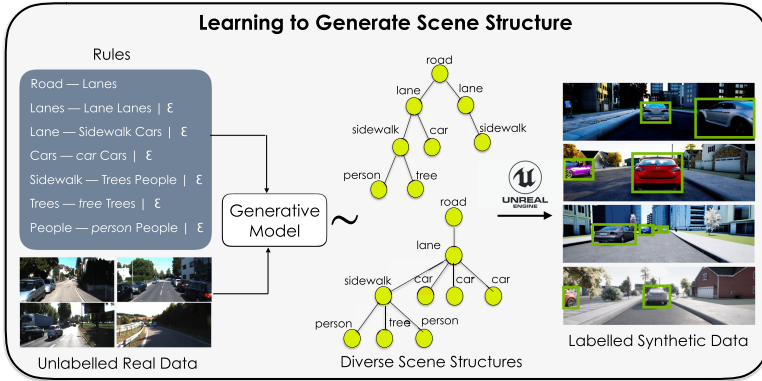 Learning to Generate Scene Structure
Rules
Road — Lanes
Lanes — Lane Lanes | ε
Lane — Sidewalk Cars | ε
Cars — car Cars | ε
Sidewalk — Trees People | ε
Trees — tree Trees | ε
People — person People | ε
Unlabelled Real Data
Generative
Model
~
road
lane
lane
sidewalk
car
sidewalk
person
tree
road
lane
sidewalk
car
car
car
person
tree
person
Diverse Scene Structures
UNREAL
ENGINE
Labelled Synthetic Data